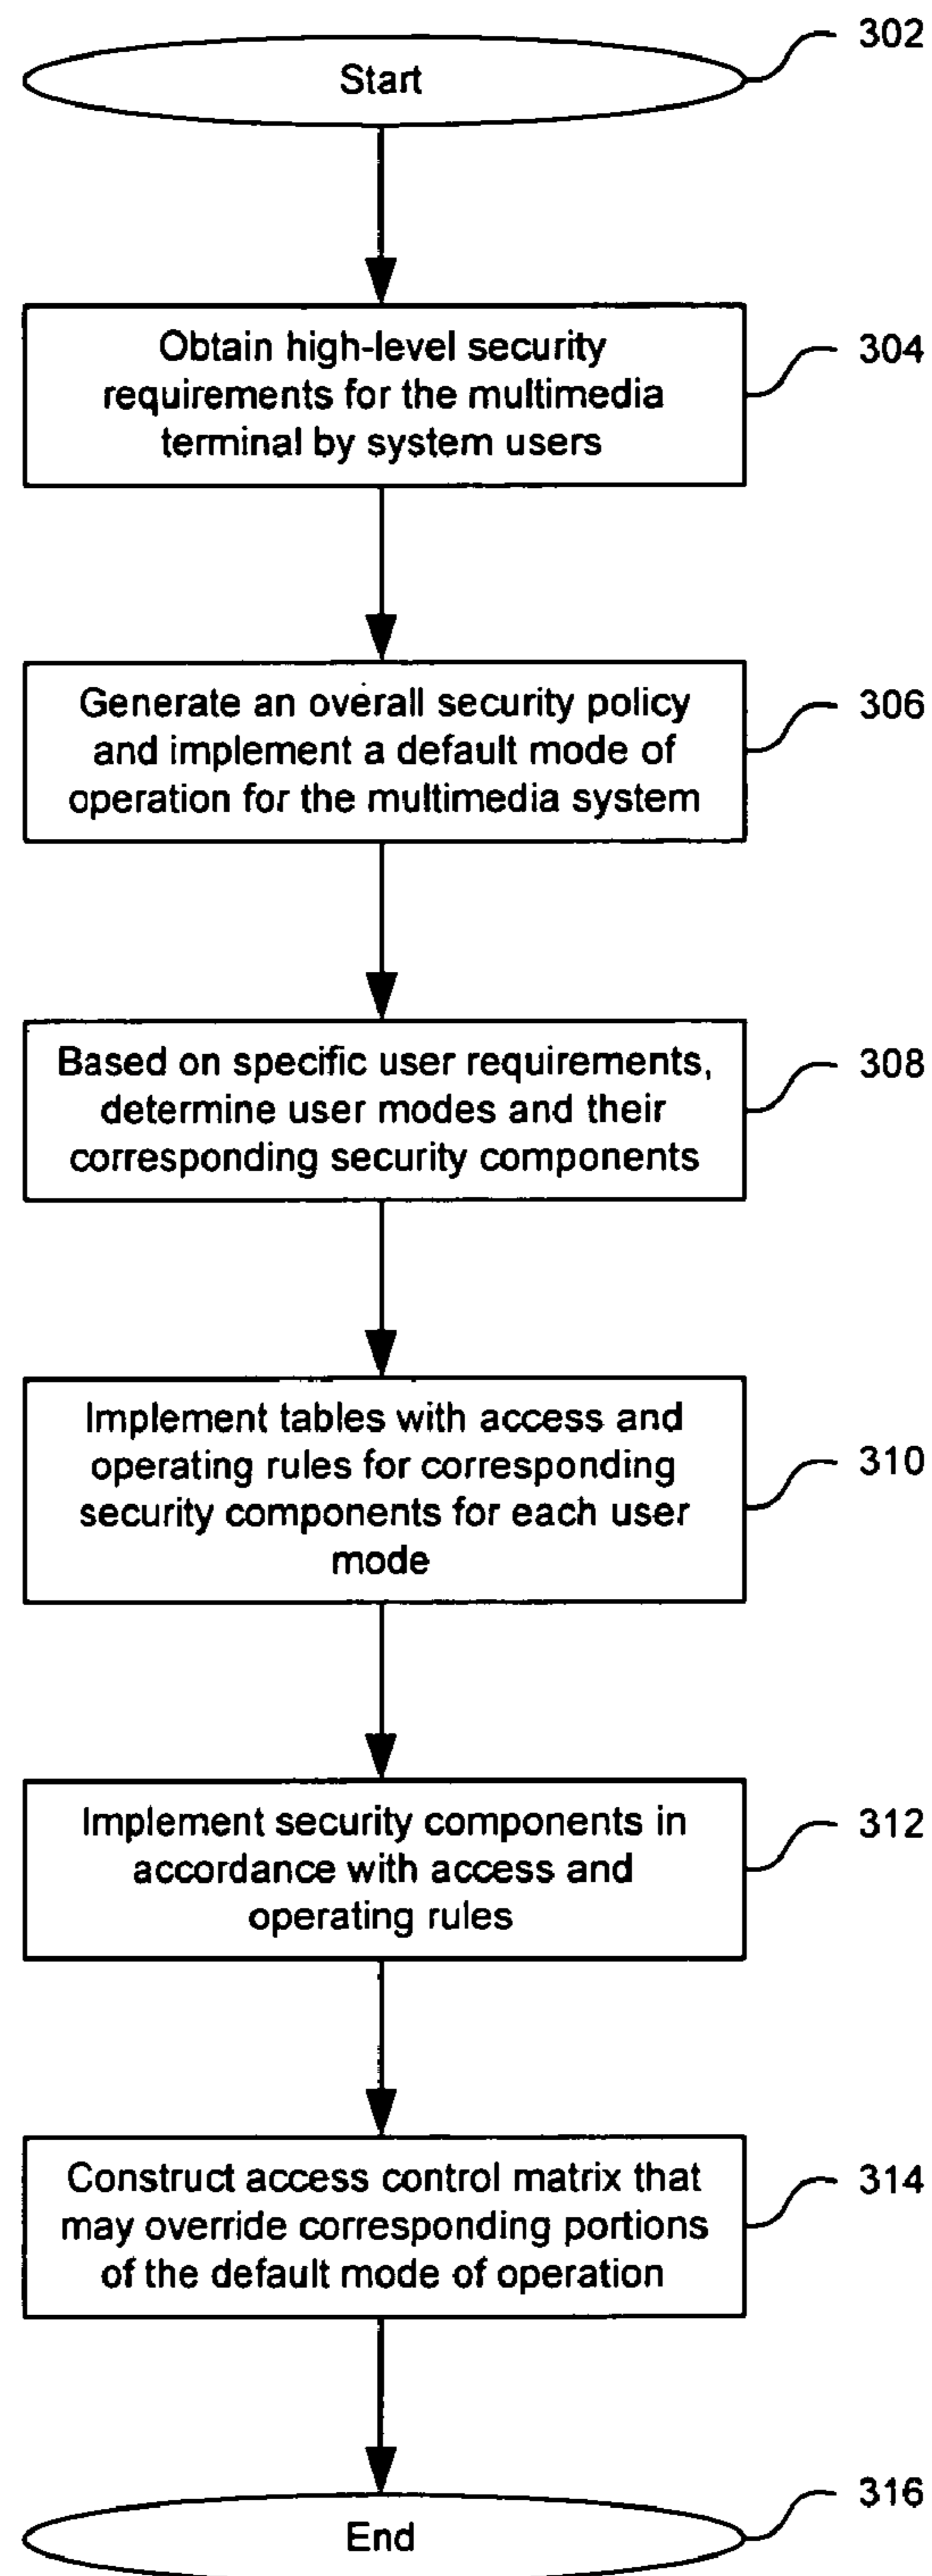 302
Start
304
Obtain high-level security
requirements for the multimedia
terminal by system users
306
Generate an overall security policy
and implement a default mode of
operation for the multimedia system
308
Based on specific user requirements,
determine user modes and their
corresponding security components
310
Implement tables with access and
operating rules for corresponding
security components for each user
mode
312
Implement security components in
accordance with access and
operating rules
314
Construct access control matrix that
may override corresponding portions
of the default mode of operation
316
End